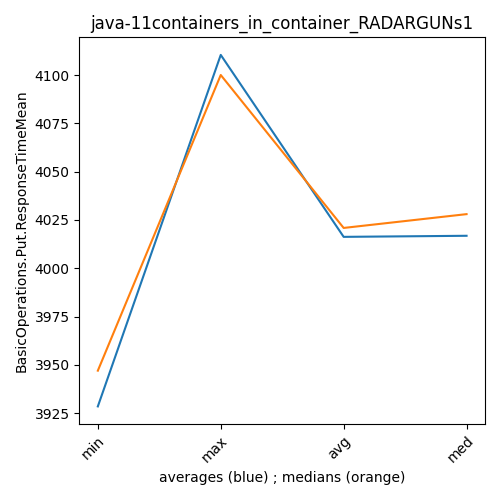 java-11containers_in_container_RADARGUNs1
BasicOperations.Put.ResponseTimeMean
4100
4075
4050
4025
4000
3975
3950
3925
min
max
avg
med
averages (blue) ; medians (orange)